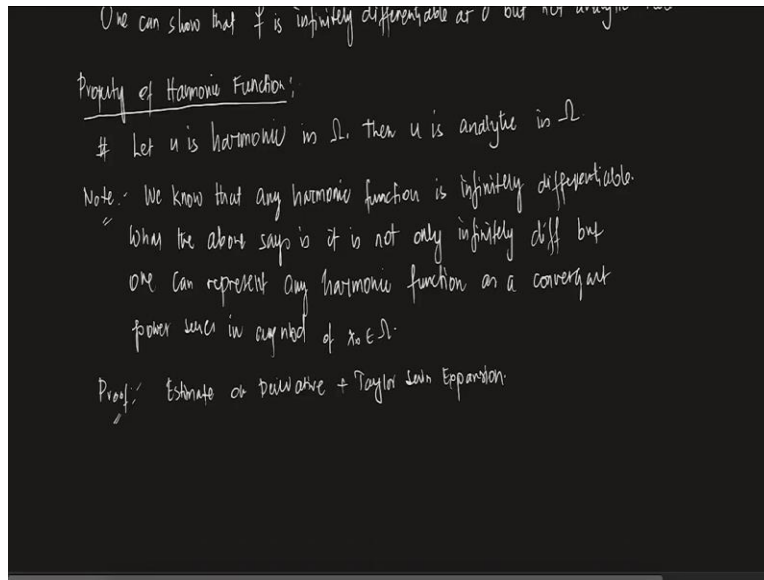 One can show that f is infinitely differentiable at 0 but not analytic
Property of Harmonic Function:
# Let u is harmonic in Ω. Then u is analytic in Ω.
Note:- We know that any harmonic function is infinitely differentiable.
What the above says is it is not only infinitely diff but
one can represent any harmonic function as a convergent
power series in any nbd of x₀ ∈ Ω.
Proof:- Estimate on Derivative + Taylor Series Expansion.